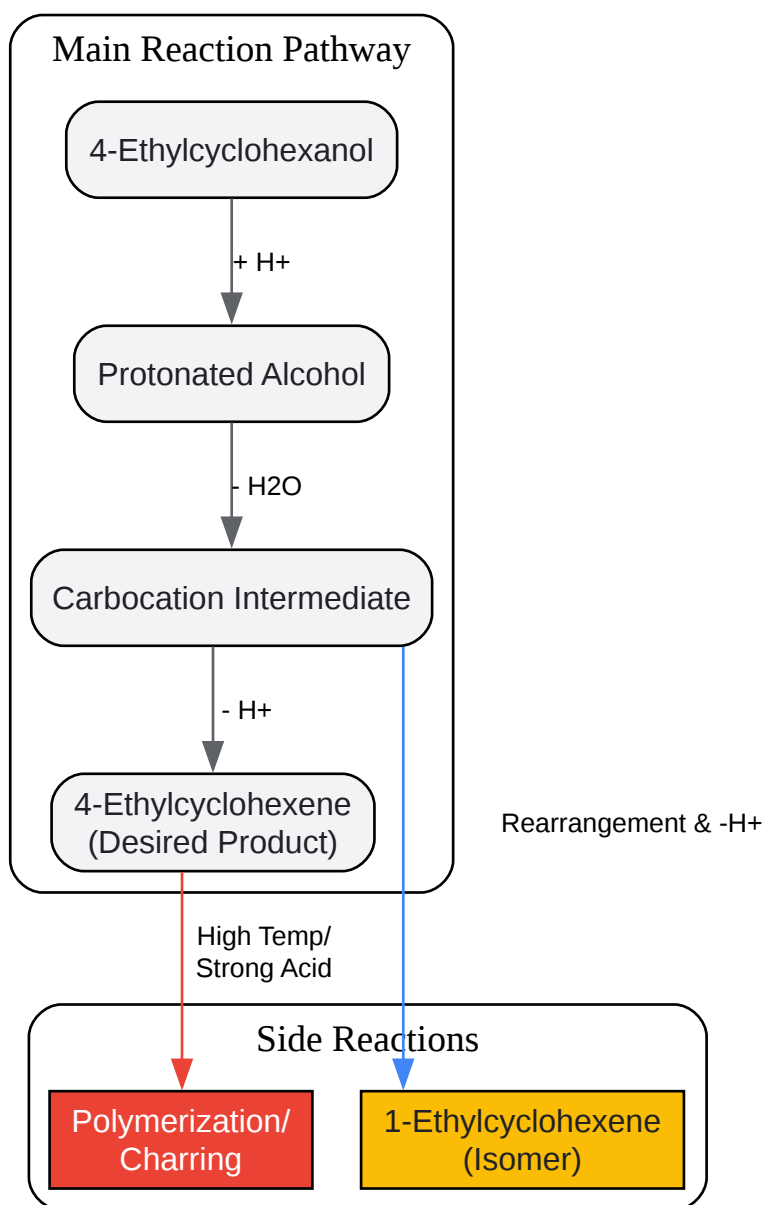 Main Reaction Pathway
4-Ethylcyclohexanol
+ H+
Protonated Alcohol
- H2O
Carbocation Intermediate
- H+
4-Ethylcyclohexene
(Desired Product)
Rearrangement & -H+
High Temp/
Strong Acid
Side Reactions
Polymerization/
Charring
1-Ethylcyclohexene
(Isomer)